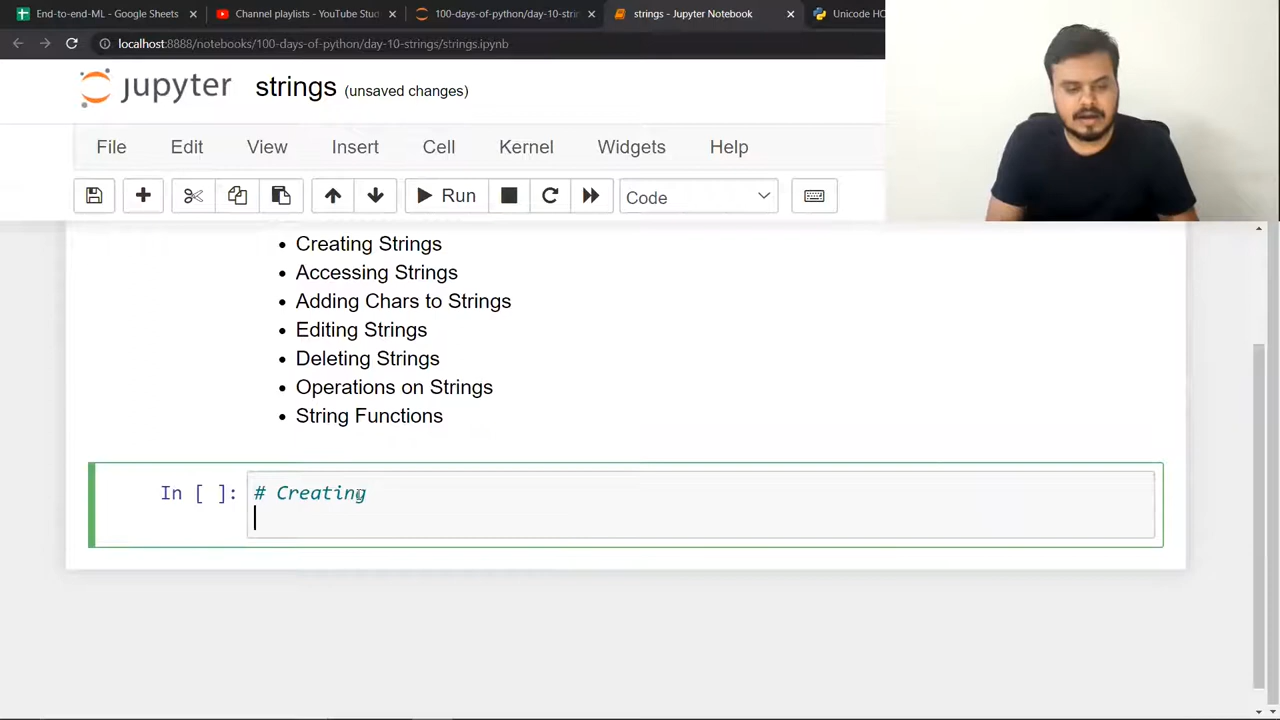 End-to-end-ML - Google Sheets
Channel playlists - YouTube Stud
100-days-of-python/day-10-strin
strings - Jupyter Notebook
Unicode HO
localhost:8888/notebooks/100-days-of-python/day-10-strings/strings.ipynb
jupyter strings (unsaved changes)
File Edit View Insert Cell Kernel Widgets Help
Run Code
Creating Strings
Accessing Strings
Adding Chars to Strings
Editing Strings
Deleting Strings
Operations on Strings
String Functions
In [ ]: # Creating